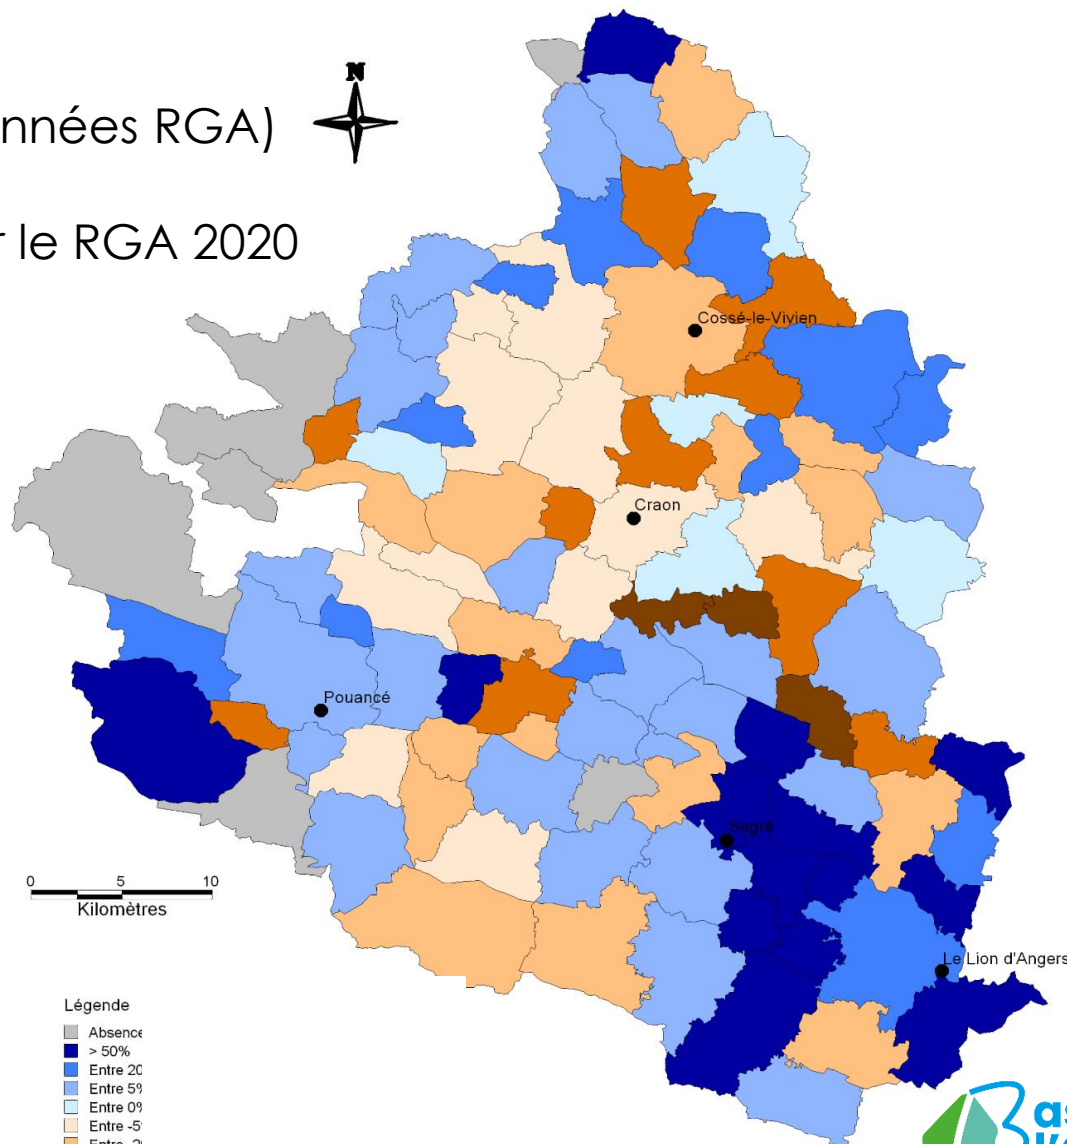 N
nnées RGA)
r le RGA 2020
Cossé-le-Vivien
Craon
Pouancé
Segré
Le Lion d'Angers
0 5 10
Kilomètres
Légende
Absence
> 50%
Entre 20
Entre 5%
Entre 0%
Entre -5
as